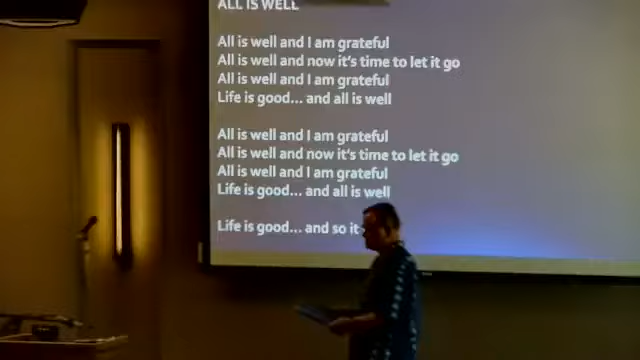 ALL IS WELL
All is well and I am grateful
All is well and now it's time to let it go
All is well and I am grateful
Life is good... and all is well
All is well and I am grateful
All is well and now it's time to let it go
All is well and I am grateful
Life is good... and all is well
Life is good... and so it